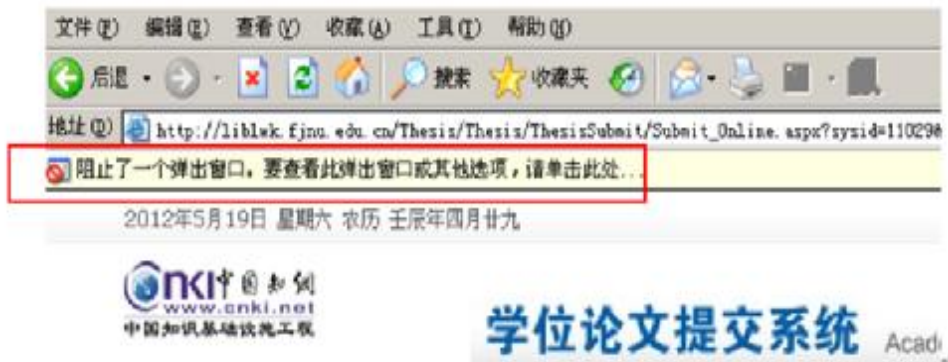 文件(F) 编辑(E) 查看(V) 收藏(A) 工具(T) 帮助(H)
后退 搜索 收藏夹
地址(D) http://liblwk.fjnu.edu.cn/Thesis/Thesis/ThesisSubmit/Submit_Online.aspx?sysid=110298
阻止了一个弹出窗口，要查看此弹出窗口或其他选项，请单击此处...
2012年5月19日 星期六 农历 壬辰年四月廿九
cnki中国知网
www.cnki.net
中国知识基础设施工程
学位论文提交系统 Acad